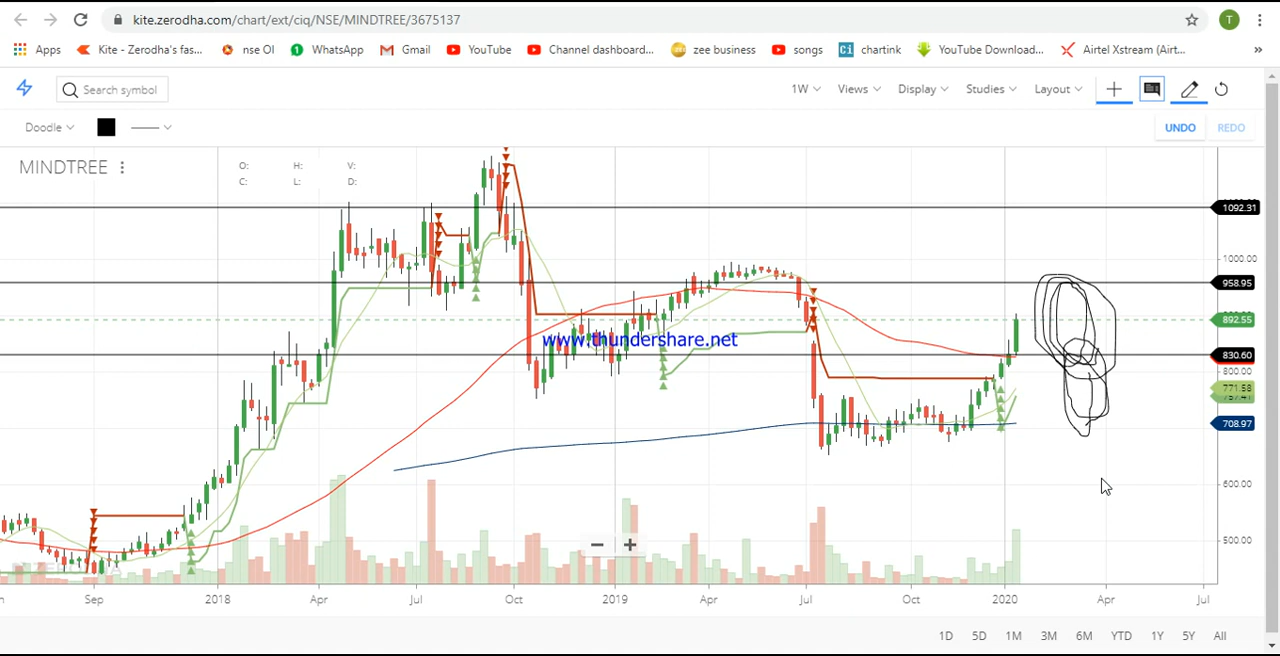 kite.zerodha.com/chart/ext/ciq/NSE/MINDTREE/3675137
T
Apps Kite - Zerodha's fas... nse OI WhatsApp Gmail YouTube Channel dashboard... zee business songs Ci chartink YouTube Download... Airtel Xstream (Airt... »
Search symbol 1W Views Display Studies Layout
Doodle UNDO REDO
MINDTREE O: H: V:
C: L: D:
1092.31
1000.00
958.95
892.55
www.thundershare.net
830.60
800.00
771.58
708.97
600.00
500.00
Sep 2018 Apr Jul Oct 2019 Apr Jul Oct 2020 Apr Jul
1D 5D 1M 3M 6M YTD 1Y 5Y All